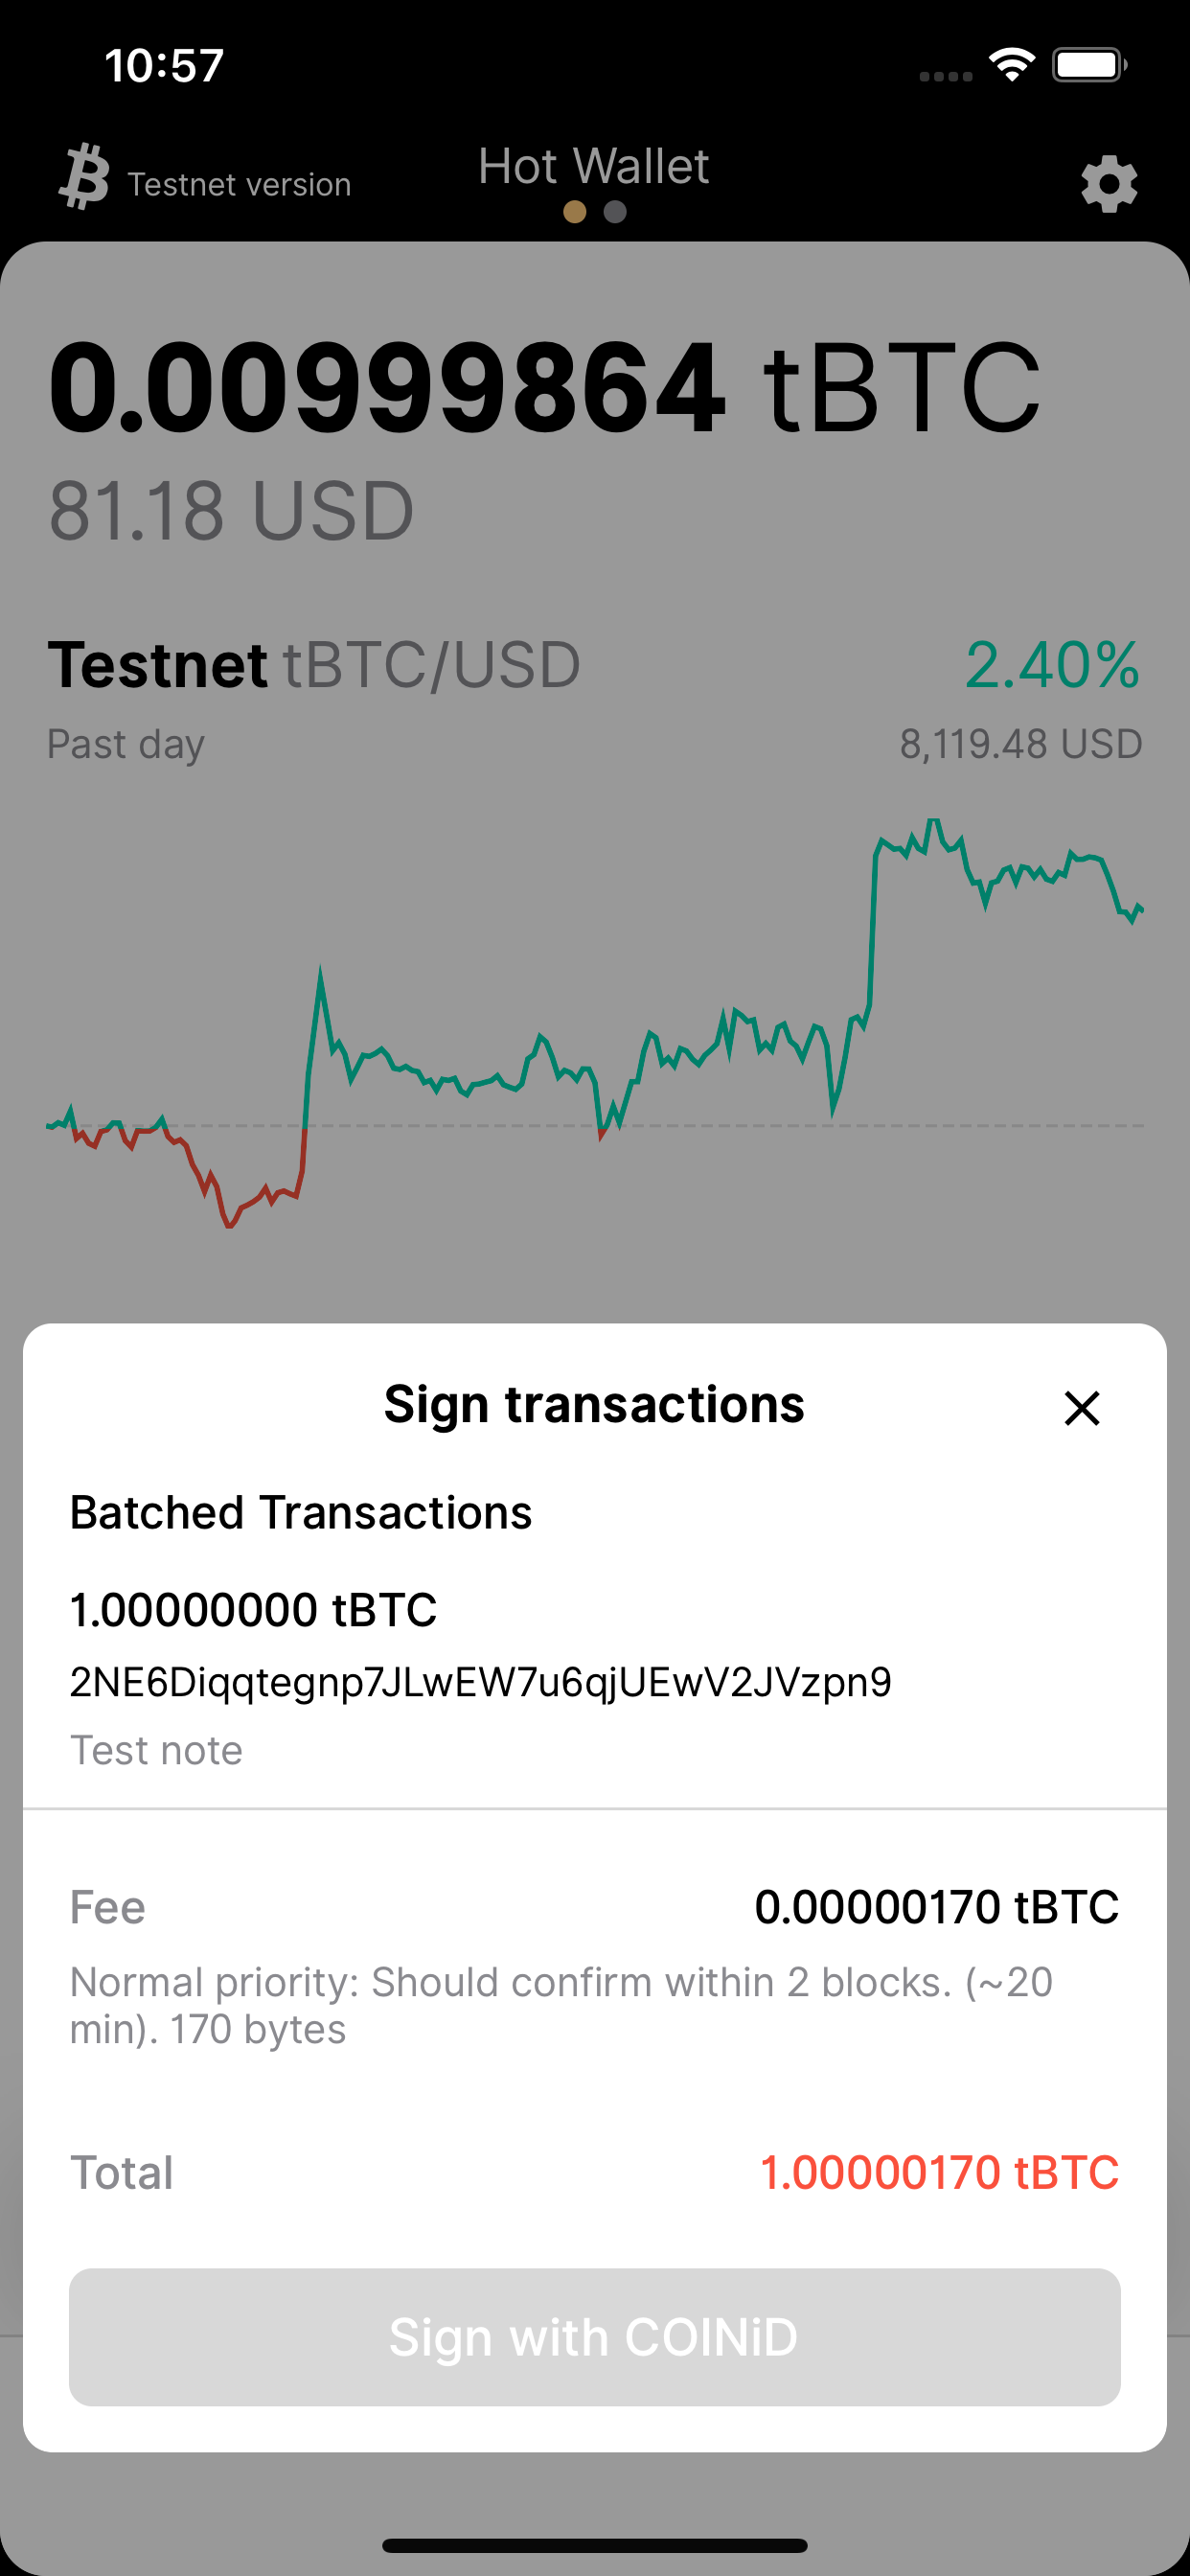 10:57
Testnet version
Hot Wallet
0.00999864 tBTC
81.18 USD
Testnet tBTC/USD
2.40%
Past day
8,119.48 USD
Sign transactions
Batched Transactions
1.00000000 tBTC
2NE6Diqqtegnp7JLwEW7u6qjUEwV2JVzpn9
Test note
Fee
0.00000170 tBTC
Normal priority: Should confirm within 2 blocks. (~20
min). 170 bytes
Total
1.00000170 tBTC
Sign with COINiD